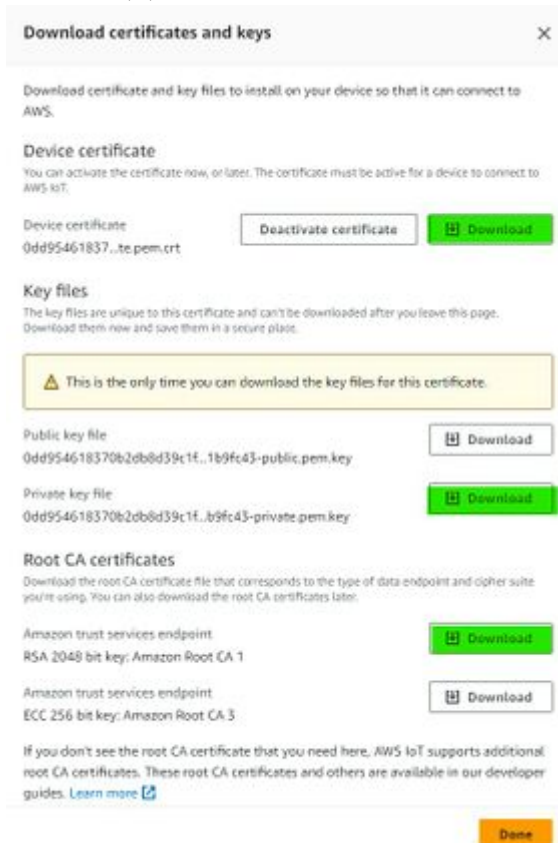 Download certificates and keys
Download certificate and key files to install on your device so that it can connect to
AWS.
Device certificate
You can activate the certificate now, or later. The certificate must be active for a device to connect to
AWS IoT.
Device certificate
Deactivate certificate
Download
0dd95461837...te.pem.crt
Key files
The key files are unique to this certificate and can't be downloaded after you leave this page.
Download them now and save them in a secure place.
This is the only time you can download the key files for this certificate.
Public key file
Download
0dd954618370b2db8d39c1f...1b9fc43-public.pem.key
Private key file
Download
0dd954618370b2db8d39c1f...b9fc43-private.pem.key
Root CA certificates
Download the root CA certificate file that corresponds to the type of data endpoint and cipher suite
you're using. You can also download the root CA certificates later.
Amazon trust services endpoint
Download
RSA 2048 bit key: Amazon Root CA 1
Amazon trust services endpoint
Download
ECC 256 bit key: Amazon Root CA 3
If you don't see the root CA certificate that you need here, AWS IoT supports additional
root CA certificates. These root CA certificates and others are available in our developer
guides. Learn more
Done